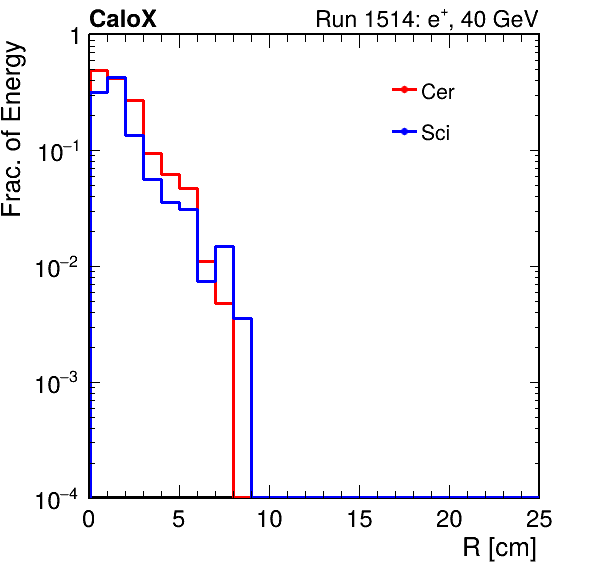 CaloX Run 1514: e⁺, 40 GeV
Frac. of Energy
1
10⁻¹
10⁻²
10⁻³
10⁻⁴
Cer
Sci
0 5 10 15 20 25
R [cm]